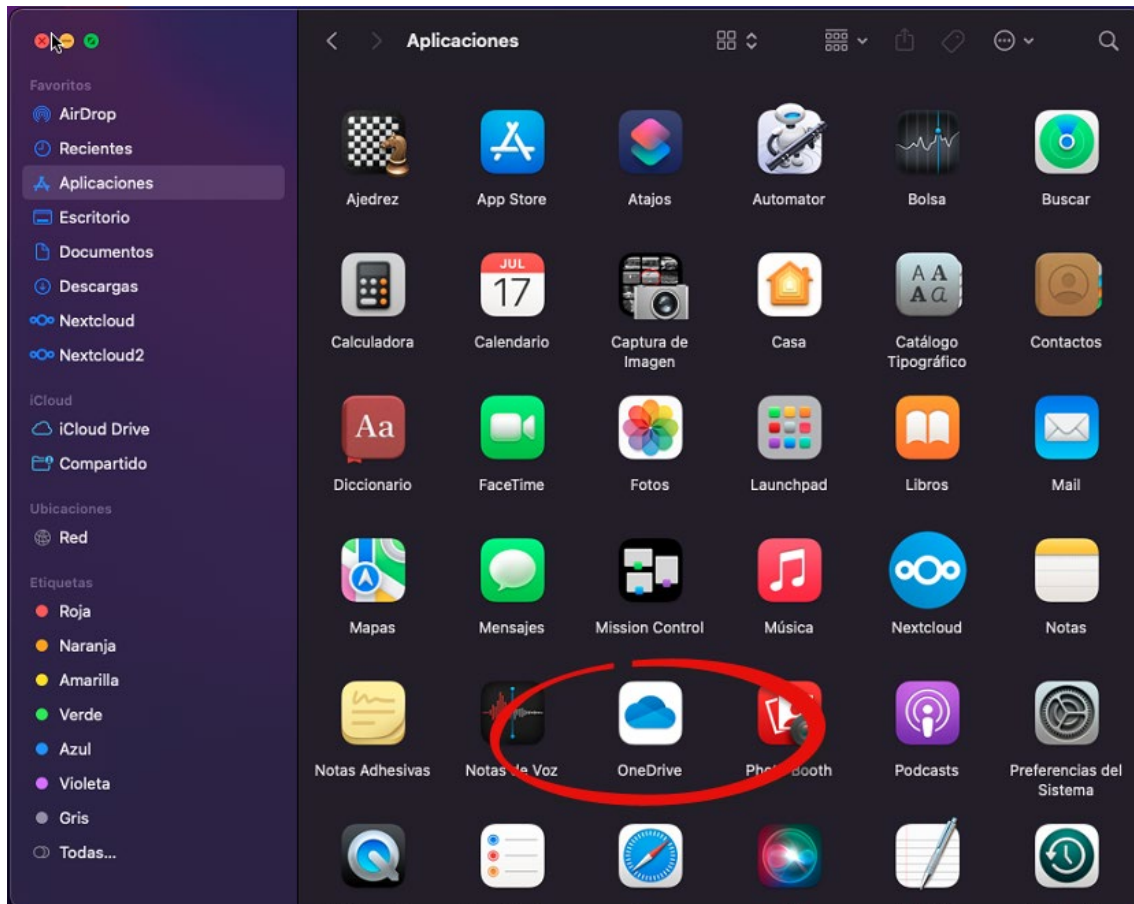 Aplicaciones
Favoritos
AirDrop
Recientes
Aplicaciones
Escritorio
Documentos
Descargas
Nextcloud
Nextcloud2
iCloud
iCloud Drive
Compartido
Ubicaciones
Red
Etiquetas
Roja
Naranja
Amarilla
Verde
Azul
Violeta
Gris
Todas...
Ajedrez
App Store
Atajos
Automator
Bolsa
Buscar
JUL
17
A A
A a
Calculadora
Calendario
Captura de
Imagen
Casa
Catálogo
Tipográfico
Contactos
Aa
Diccionario
FaceTime
Fotos
Launchpad
Libros
Mail
Mapas
Mensajes
Mission Control
Música
Nextcloud
Notas
Notas Adhesivas
Notas de Voz
OneDrive
Photo Booth
Podcasts
Preferencias del
Sistema